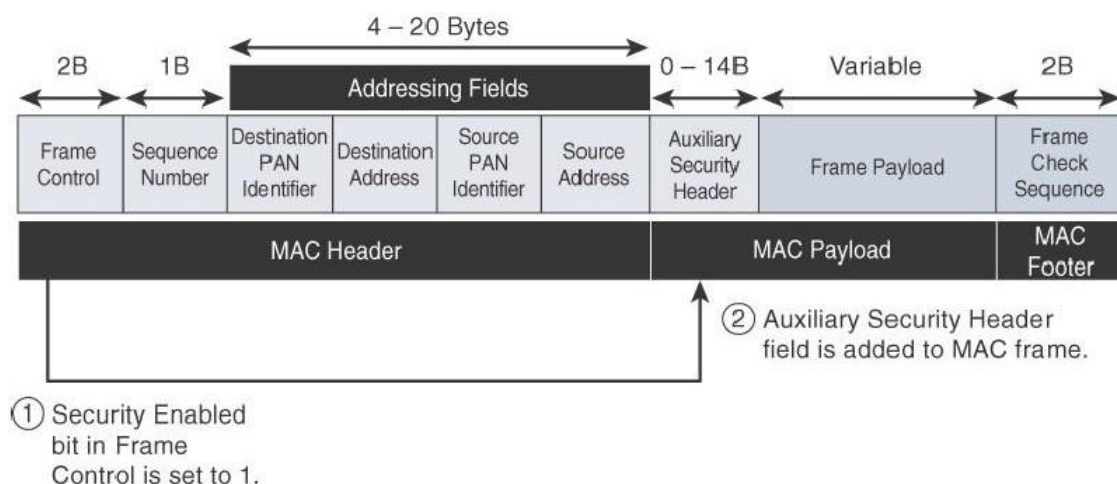 4 – 20 Bytes
2B
1B
Addressing Fields
0 – 14B
Variable
2B
Frame
Control
Sequence
Number
Destination
PAN
Identifier
Destination
Address
Source
PAN
Identifier
Source
Address
Auxiliary
Security
Header
Frame Payload
Frame
Check
Sequence
MAC Header
MAC Payload
MAC
Footer
② Auxiliary Security Header
field is added to MAC frame.
① Security Enabled
bit in Frame
Control is set to 1.